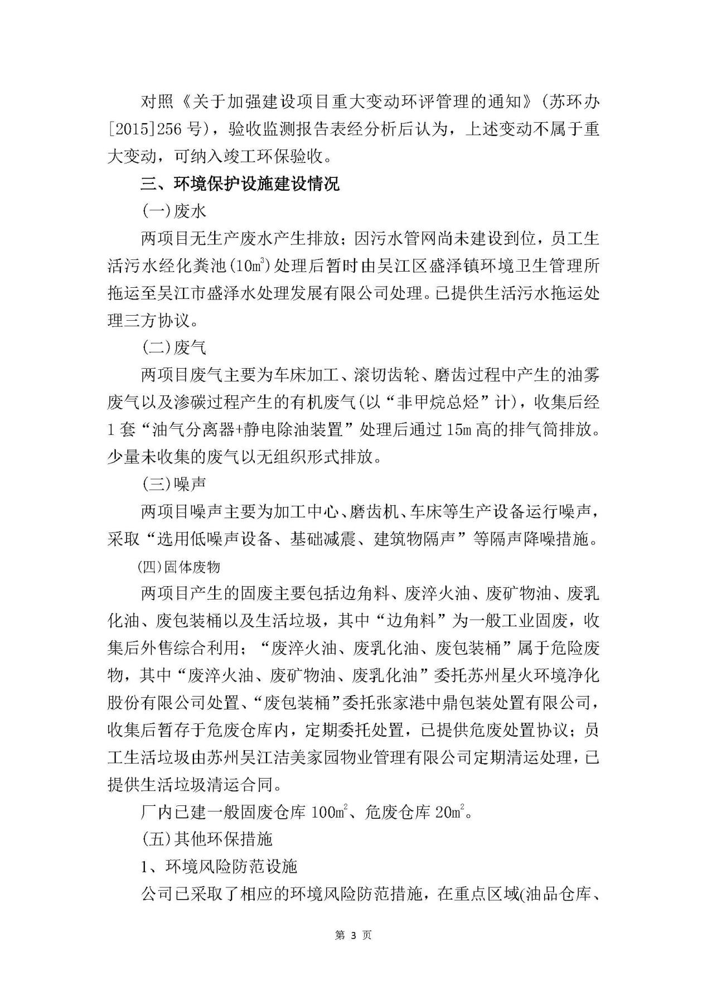 对照《关于加强建设项目重大变动环评管理的通知》(苏环办
[2015]256 号)，验收监测报告表经分析后认为，上述变动不属于重
大变动，可纳入竣工环保验收。
三、环境保护设施建设情况
(一)废水
两项目无生产废水产生排放；因污水管网尚未建设到位，员工生
活污水经化粪池(10m³)处理后暂时由吴江区盛泽镇环境卫生管理所
拖运至吴江市盛泽水处理发展有限公司处理。已提供生活污水拖运处
理三方协议。
(二)废气
两项目废气主要为车床加工、滚切齿轮、磨齿过程中产生的油雾
废气以及渗碳过程产生的有机废气(以“非甲烷总烃”计)，收集后经
1 套“油气分离器+静电除油装置”处理后通过 15m 高的排气筒排放。
少量未收集的废气以无组织形式排放。
(三)噪声
两项目噪声主要为加工中心、磨齿机、车床等生产设备运行噪声，
采取“选用低噪声设备、基础减震、建筑物隔声”等隔声降噪措施。
(四)固体废物
两项目产生的固废主要包括边角料、废淬火油、废矿物油、废乳
化油、废包装桶以及生活垃圾，其中“边角料”为一般工业固废，收
集后外售综合利用；“废淬火油、废乳化油、废包装桶”属于危险废
物，其中“废淬火油、废矿物油、废乳化油”委托苏州星火环境净化
股份有限公司处置、“废包装桶”委托张家港中鼎包装处置有限公司，
收集后暂存于危废仓库内，定期委托处置，已提供危废处置协议；员
工生活垃圾由苏州吴江洁美家园物业管理有限公司定期清运处理，已
提供生活垃圾清运合同。
厂内已建一般固废仓库 100m²、危废仓库 20m²。
(五)其他环保措施
1、环境风险防范设施
公司已采取了相应的环境风险防范措施，在重点区域(油品仓库、
第 3 页